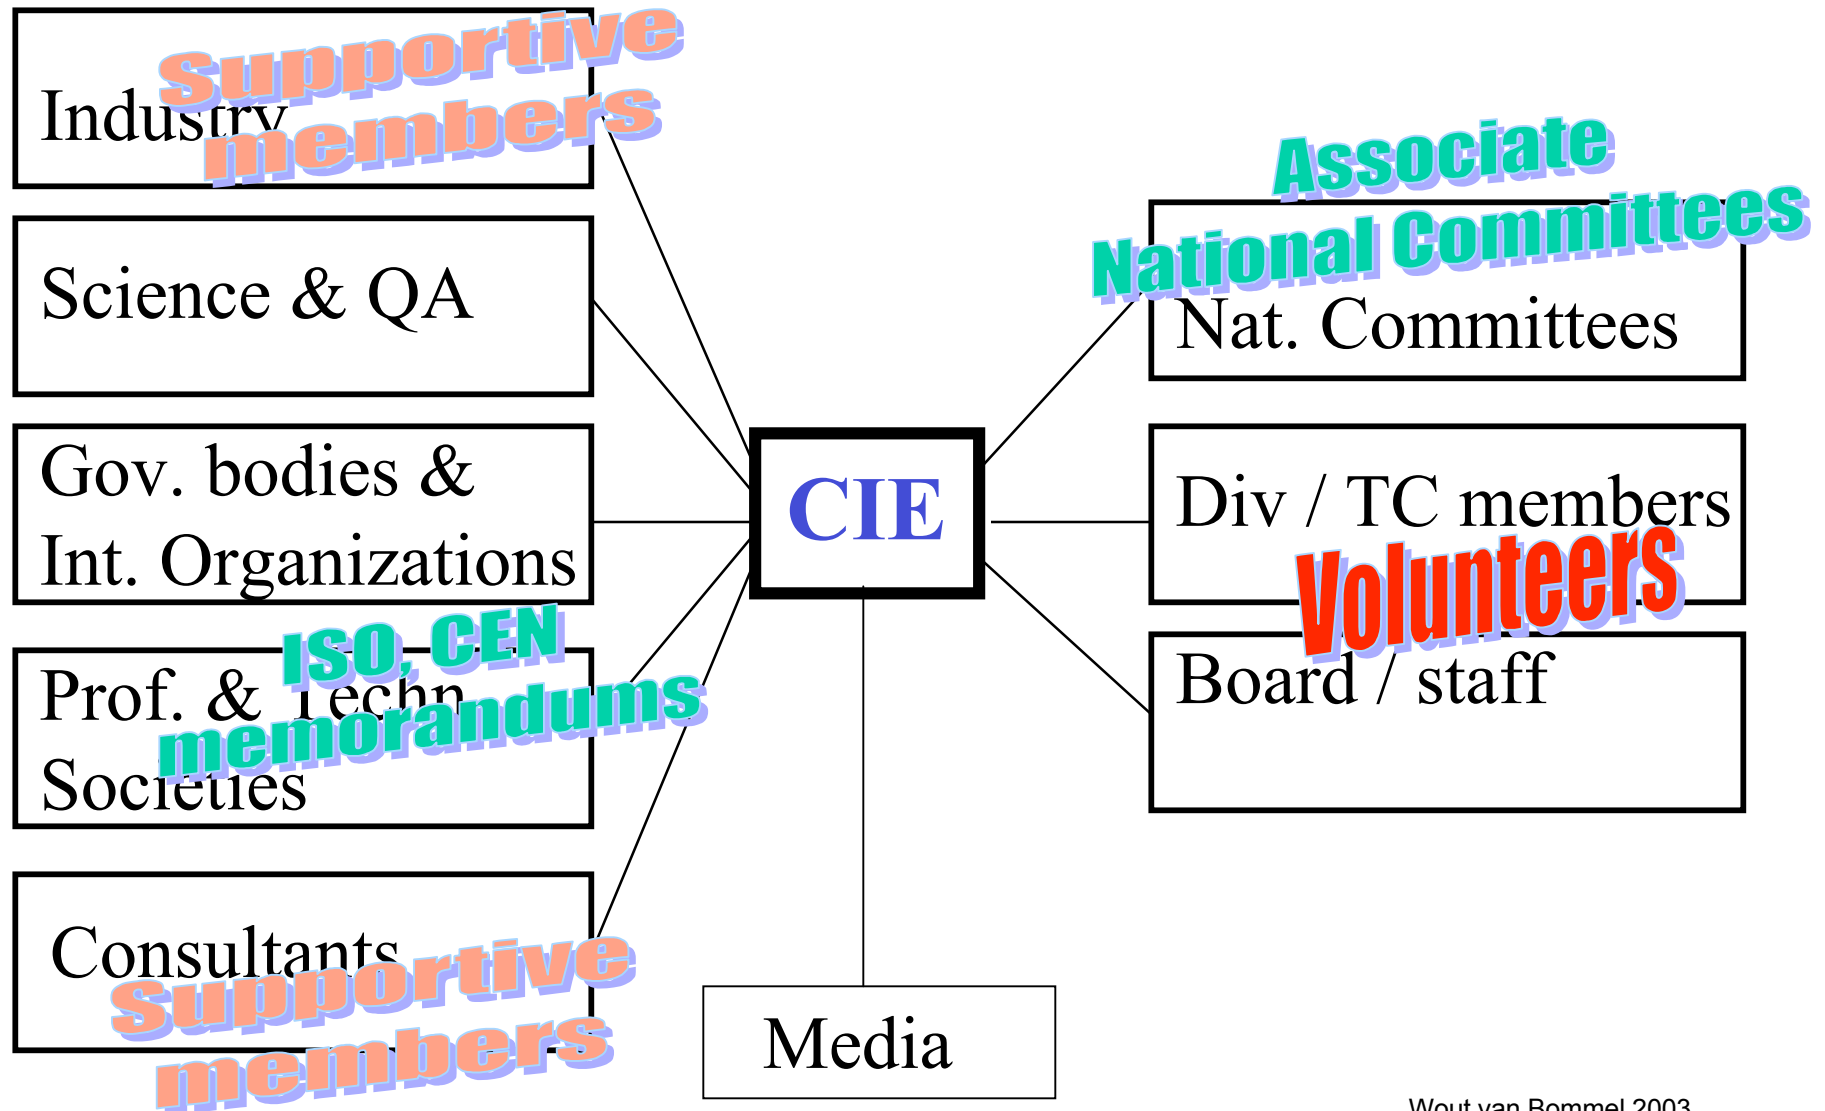 Supportive
members
Industry
Science & QA
Gov. bodies &
Int. Organizations
ISO, CEN
memorandums
Prof. & Techn
Societies
Consultants
Supportive
members
CIE
Media
Associate
National Committees
Nat. Committees
Div / TC members
Volunteers
Board / staff
Wout van Bommel 2003